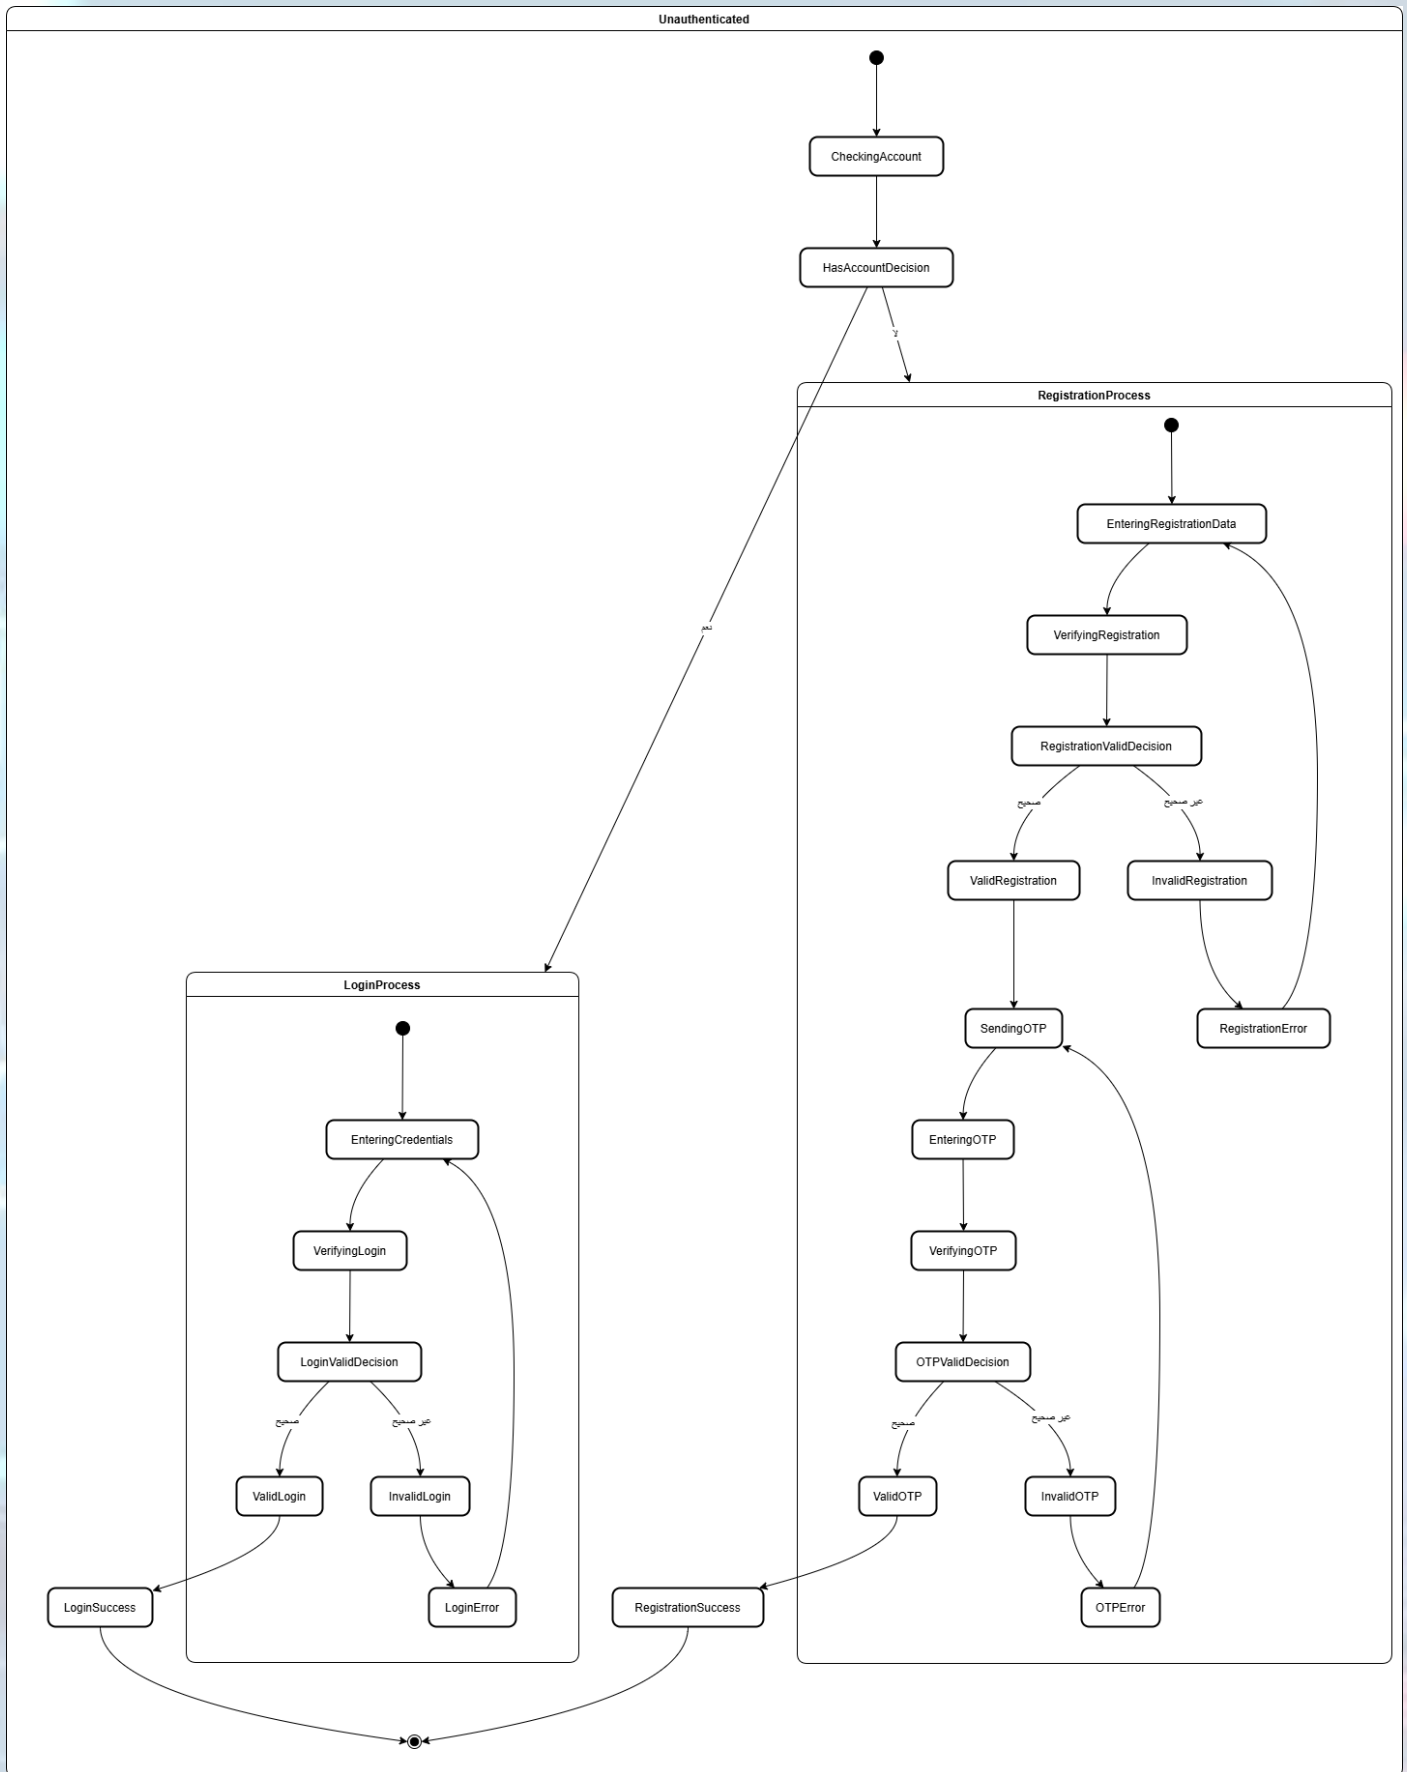 Unauthenticated
CheckingAccount
HasAccountDecision
لا
RegistrationProcess
EnteringRegistrationData
نعم
VerifyingRegistration
RegistrationValidDecision
صحيح
غير صحيح
ValidRegistration
InvalidRegistration
LoginProcess
SendingOTP
RegistrationError
EnteringCredentials
EnteringOTP
VerifyingLogin
VerifyingOTP
LoginValidDecision
OTPValidDecision
صحيح
غير صحيح
صحيح
غير صحيح
ValidLogin
InvalidLogin
ValidOTP
InvalidOTP
LoginSuccess
LoginError
RegistrationSuccess
OTPError